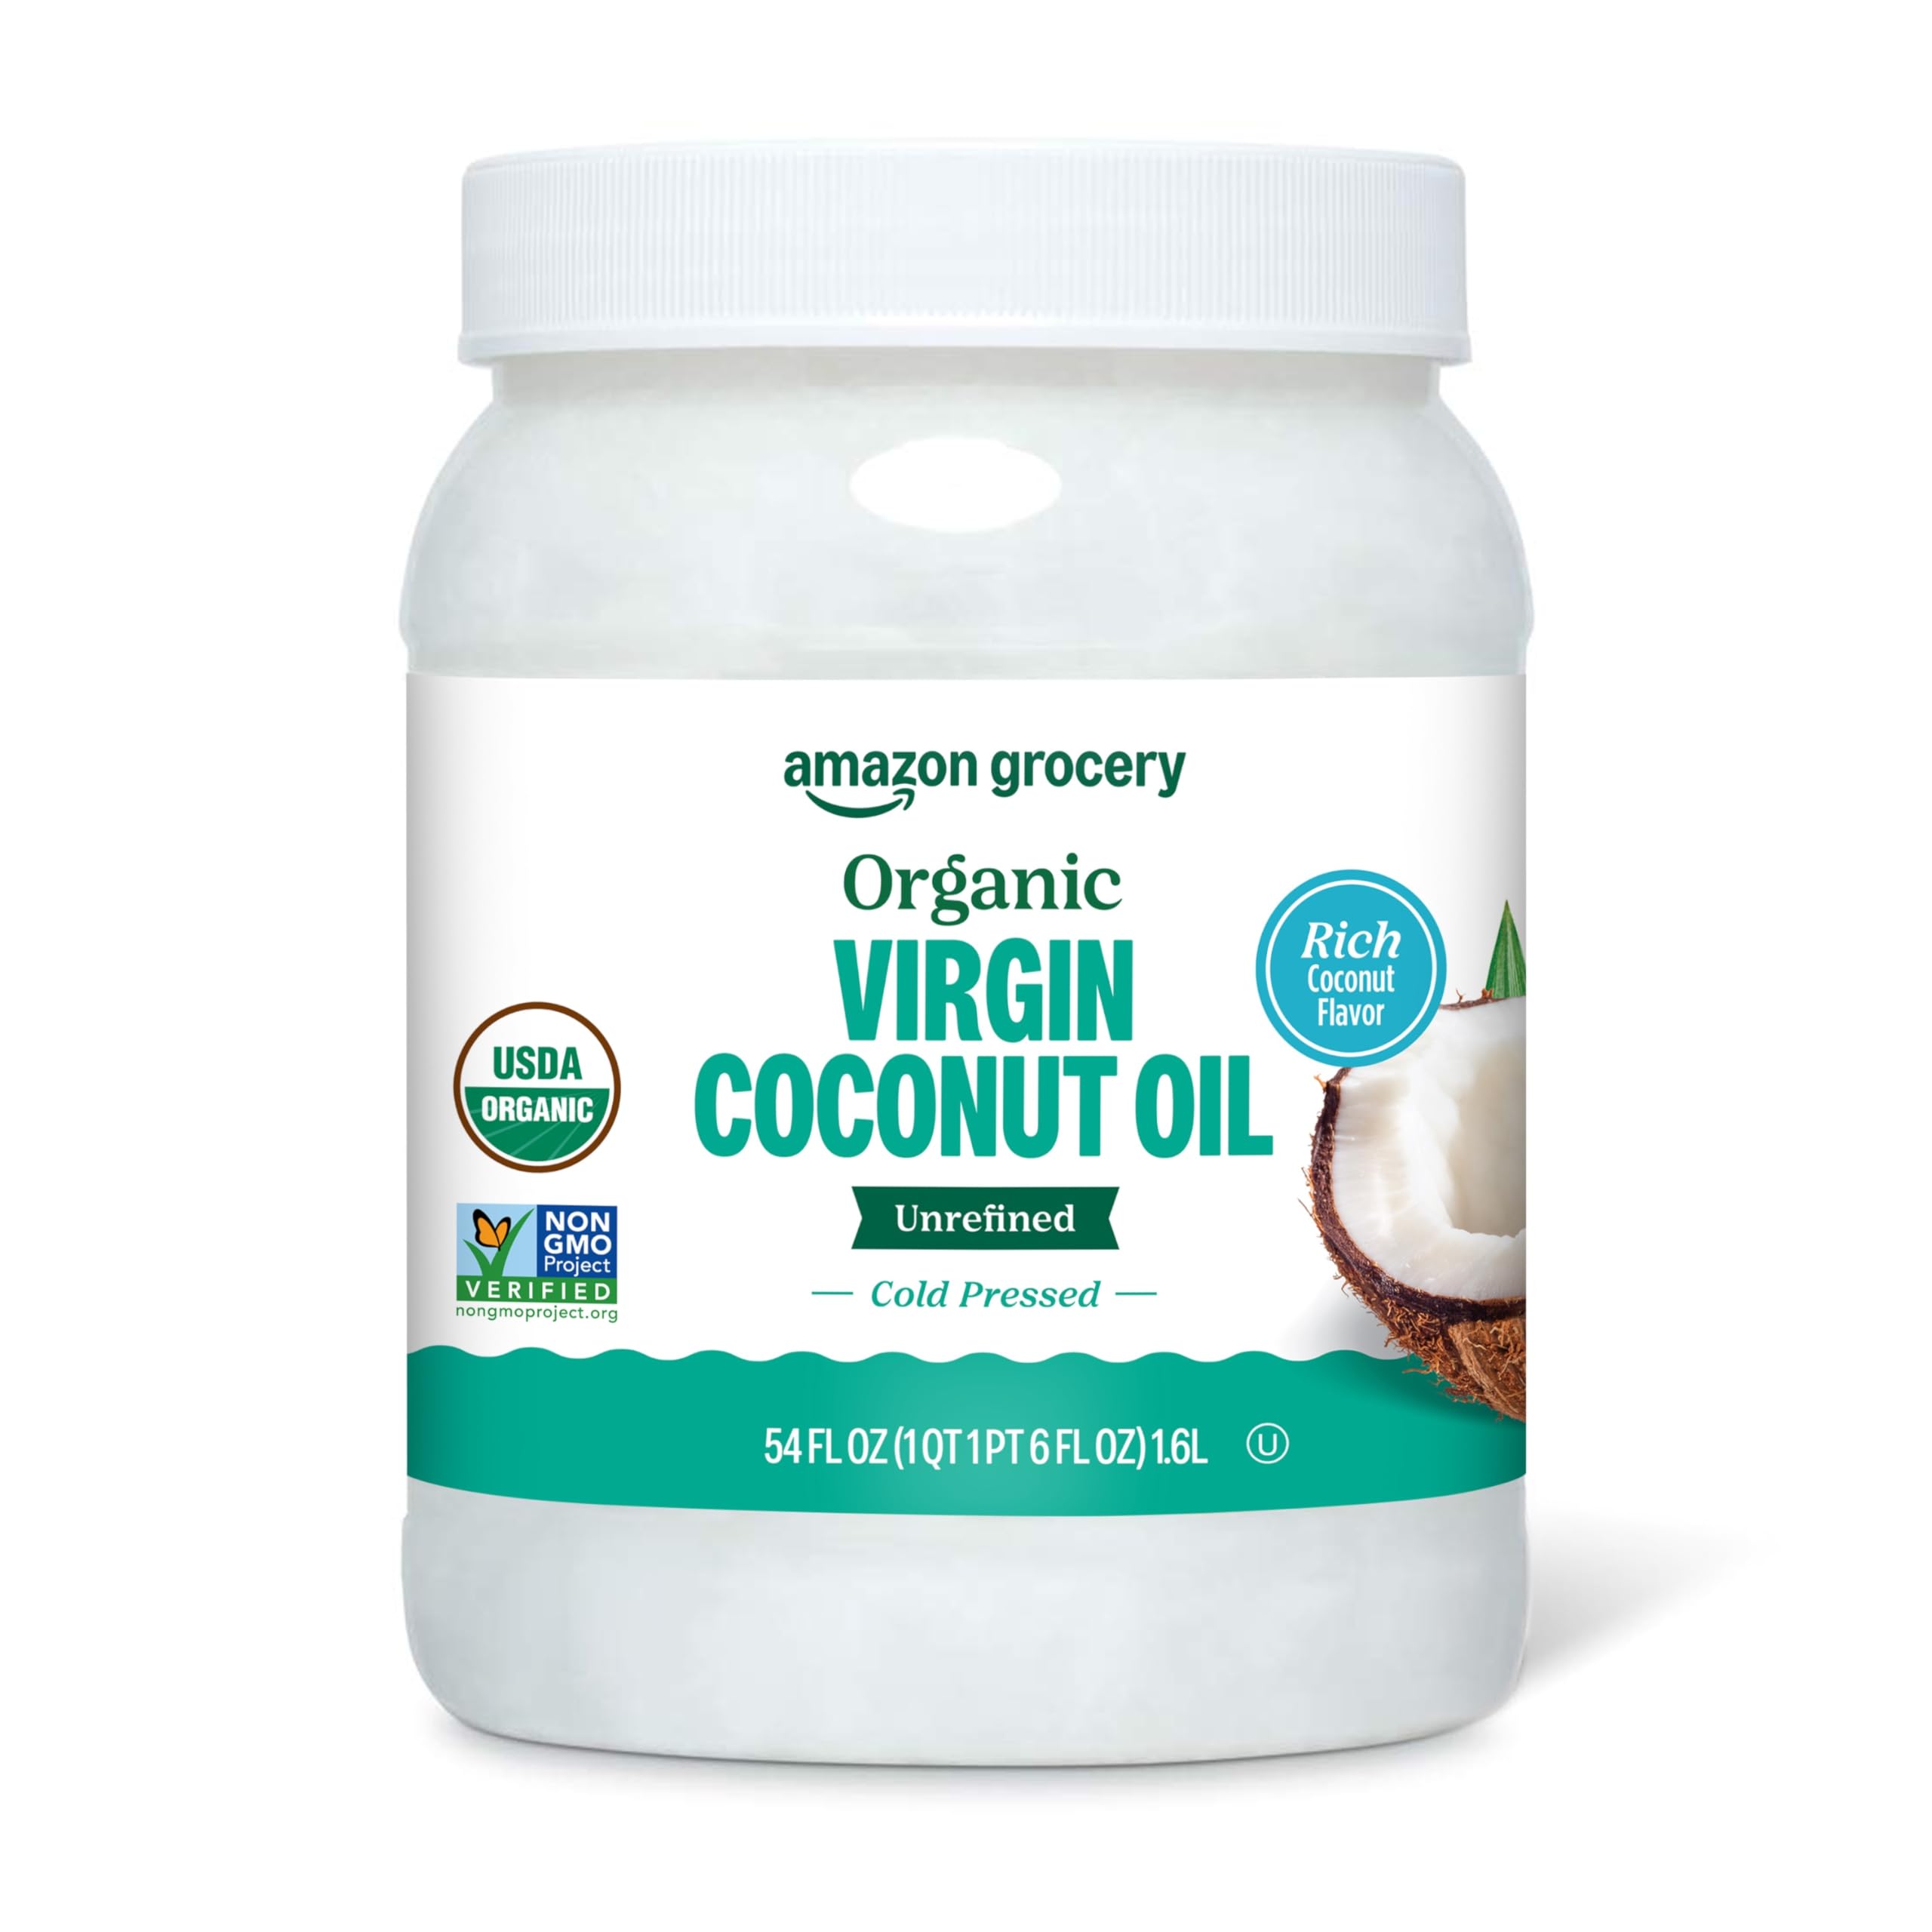 amazon grocery
Organic
VIRGIN
COCONUT OIL
Unrefined
Cold Pressed
Rich
Coconut
Flavor
USDA
ORGANIC
NON
GMO
Project
VERIFIED
nongmoproject.org
54 FL OZ (1 QT 1 PT 6 FL OZ) 1.6L
U